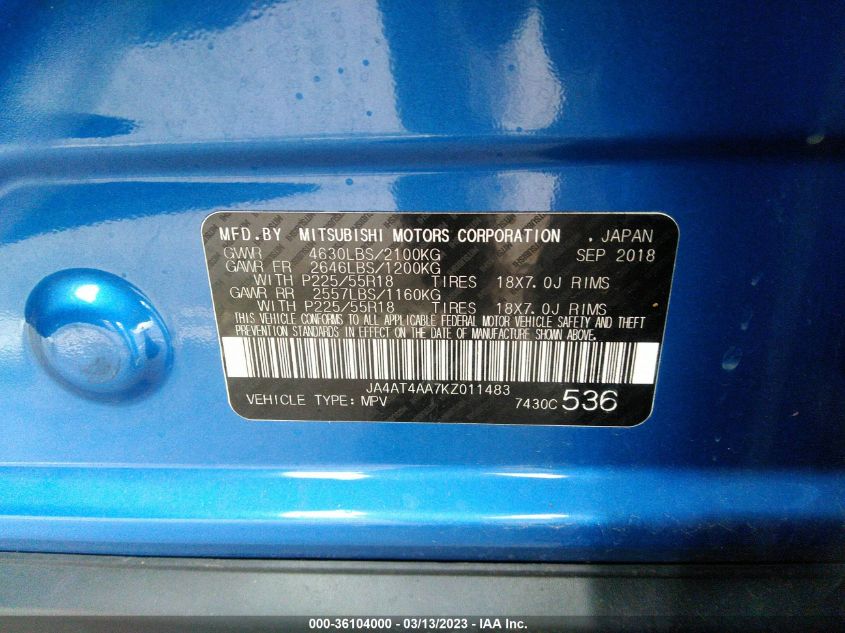 MFD.BY MITSUBISHI MOTORS CORPORATION , JAPAN
GVWR 4630LBS/2100KG SEP 2018
GAWR FR 2646LBS/1200KG
WITH P225/55R18 TIRES 18X7.0J RIMS
GAWR RR 2557LBS/1160KG
WITH P225/55R18 TIRES 18X7.0J RIMS
THIS VEHICLE CONFORMS TO ALL APPLICABLE FEDERAL MOTOR VEHICLE SAFETY AND THEFT
PREVENTION STANDARDS IN EFFECT ON THE DATE OF MANUFACTURE SHOWN ABOVE.
JA4AT4AA7KZ011483
VEHICLE TYPE: MPV 7430C 536
000-36104000 - 03/13/2023 - IAA Inc.